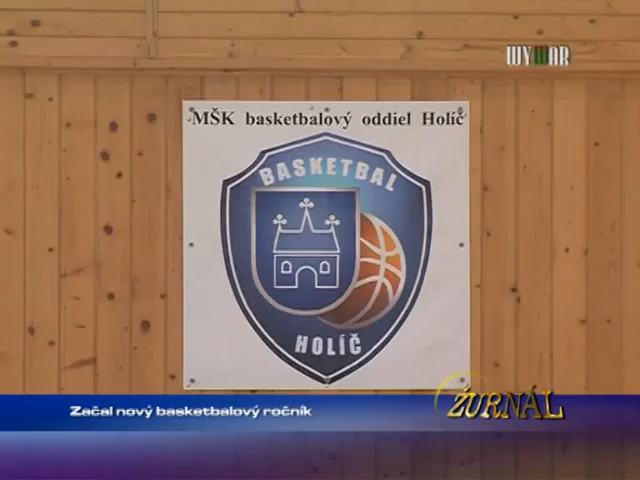 WYWAR
MŠK basketbalový oddiel Holíč
BASKETBAL
HOLÍČ
Začal nový basketbalový ročník
ŽURNÁL